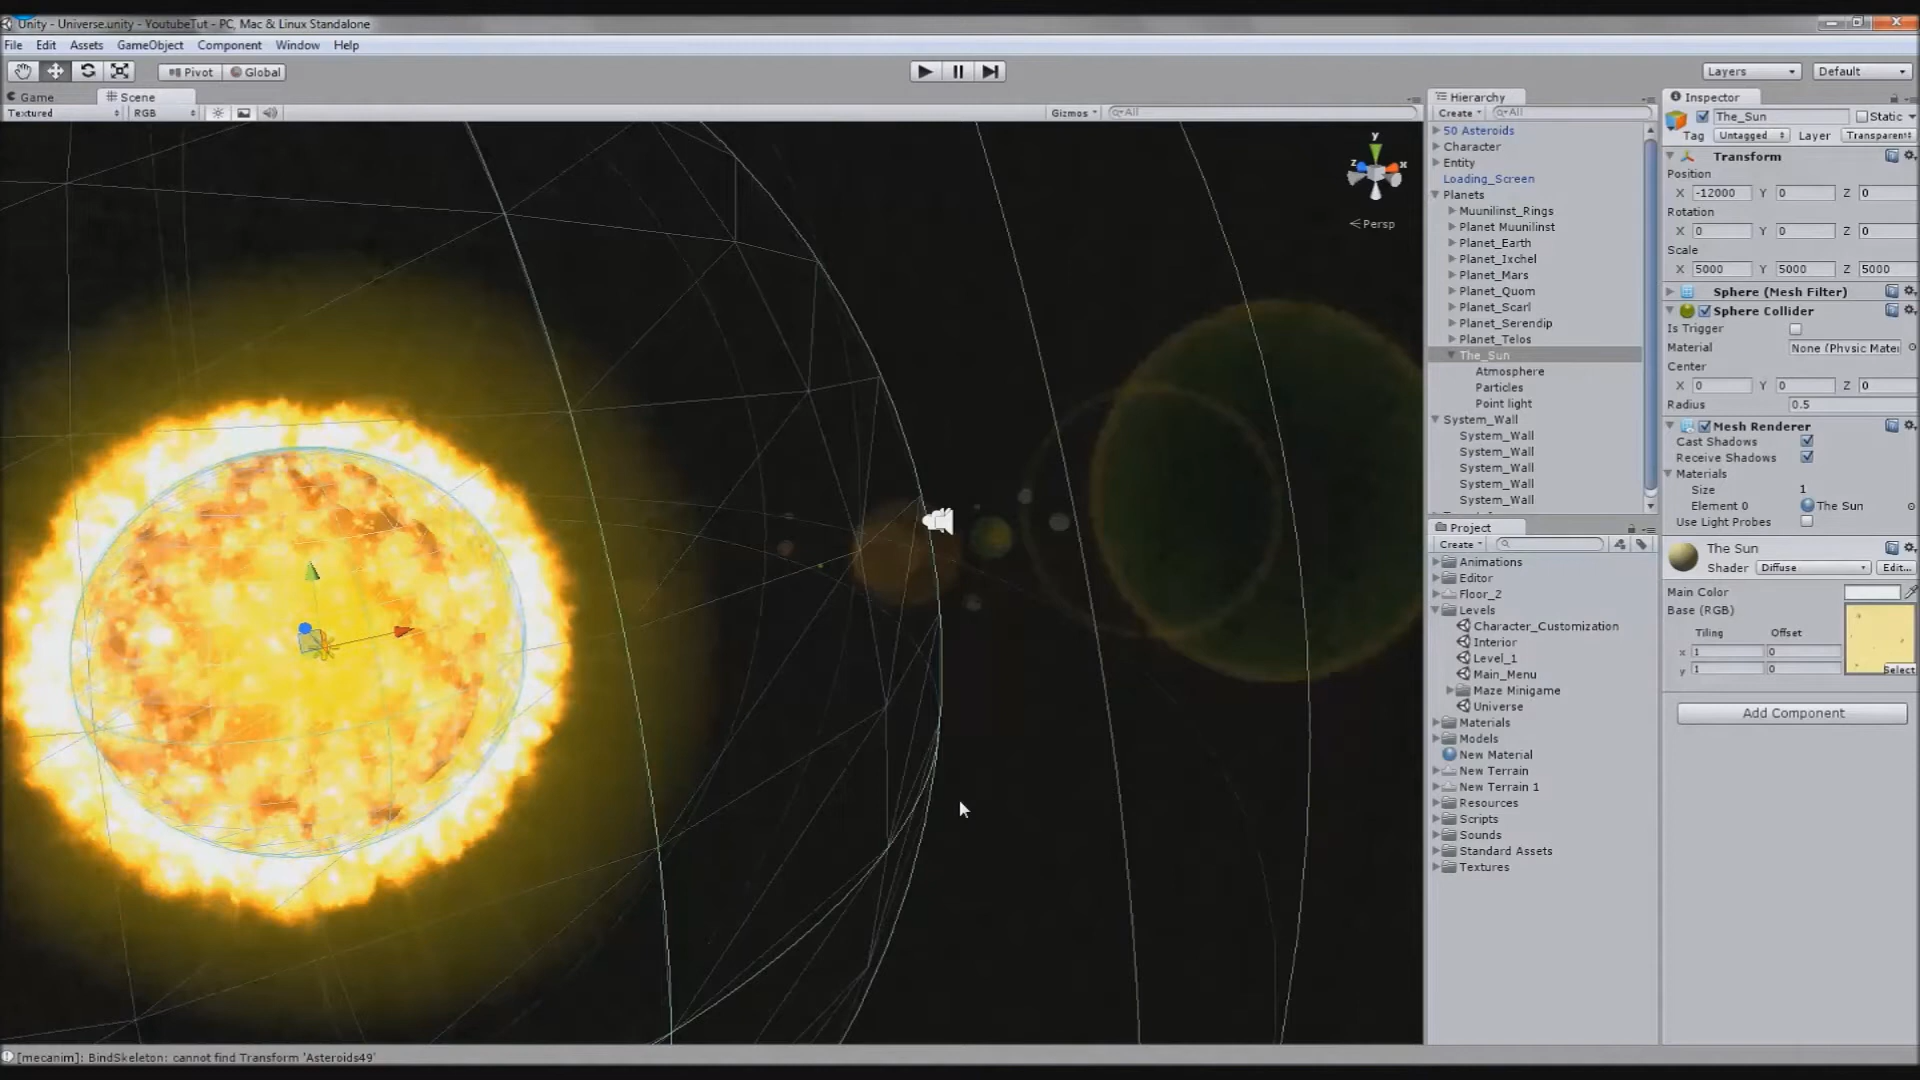 Unity - Universe.unity - YoutubeTut - PC, Mac & Linux Standalone
File Edit Assets GameObject Component Window Help
Pivot Global Layers Default
Game Scene
Textured RGB Gizmos All
y
x
z
Persp
Hierarchy
Create All
50 Asteroids
Character
Entity
Loading_Screen
Planets
Muunilinst_Rings
Planet Muunilinst
Planet_Earth
Planet_Ixchel
Planet_Mars
Planet_Quom
Planet_Scarl
Planet_Serendip
Planet_Telos
The_Sun
Atmosphere
Particles
Point light
System_Wall
System_Wall
System_Wall
System_Wall
System_Wall
System_Wall
Project
Create
Animations
Editor
Floor_2
Levels
Character_Customization
Interior
Level_1
Main_Menu
Maze Minigame
Universe
Materials
Models
New Material
New Terrain
New Terrain 1
Resources
Scripts
Sounds
Standard Assets
Textures
Inspector
The_Sun Static
Tag Untagged Layer Transparent
Transform
Position
X -12000 Y 0 Z 0
Rotation
X 0 Y 0 Z 0
Scale
X 5000 Y 5000 Z 5000
Sphere (Mesh Filter)
Sphere Collider
Is Trigger
Material None (Physic Mater
Center
X 0 Y 0 Z 0
Radius 0.5
Mesh Renderer
Cast Shadows
Receive Shadows
Materials
Size 1
Element 0 The Sun
Use Light Probes
The Sun
Shader Diffuse Edit...
Main Color
Base (RGB)
Tiling Offset
x 1 0
y 1 0
Select
Add Component
[mecanim]: BindSkeleton: cannot find Transform 'Asteroids49'